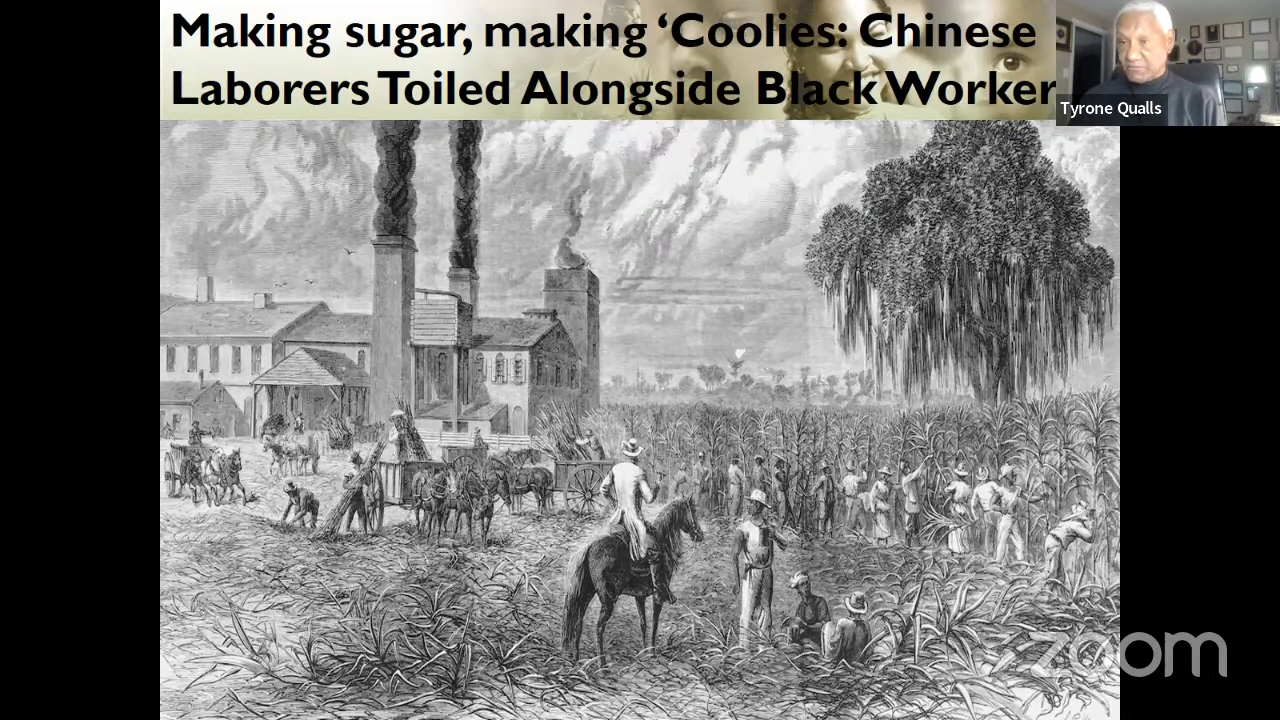 Making sugar, making ‘Coolies: Chinese
Laborers Toiled Alongside Black Worker
Tyrone Qualls
zoom